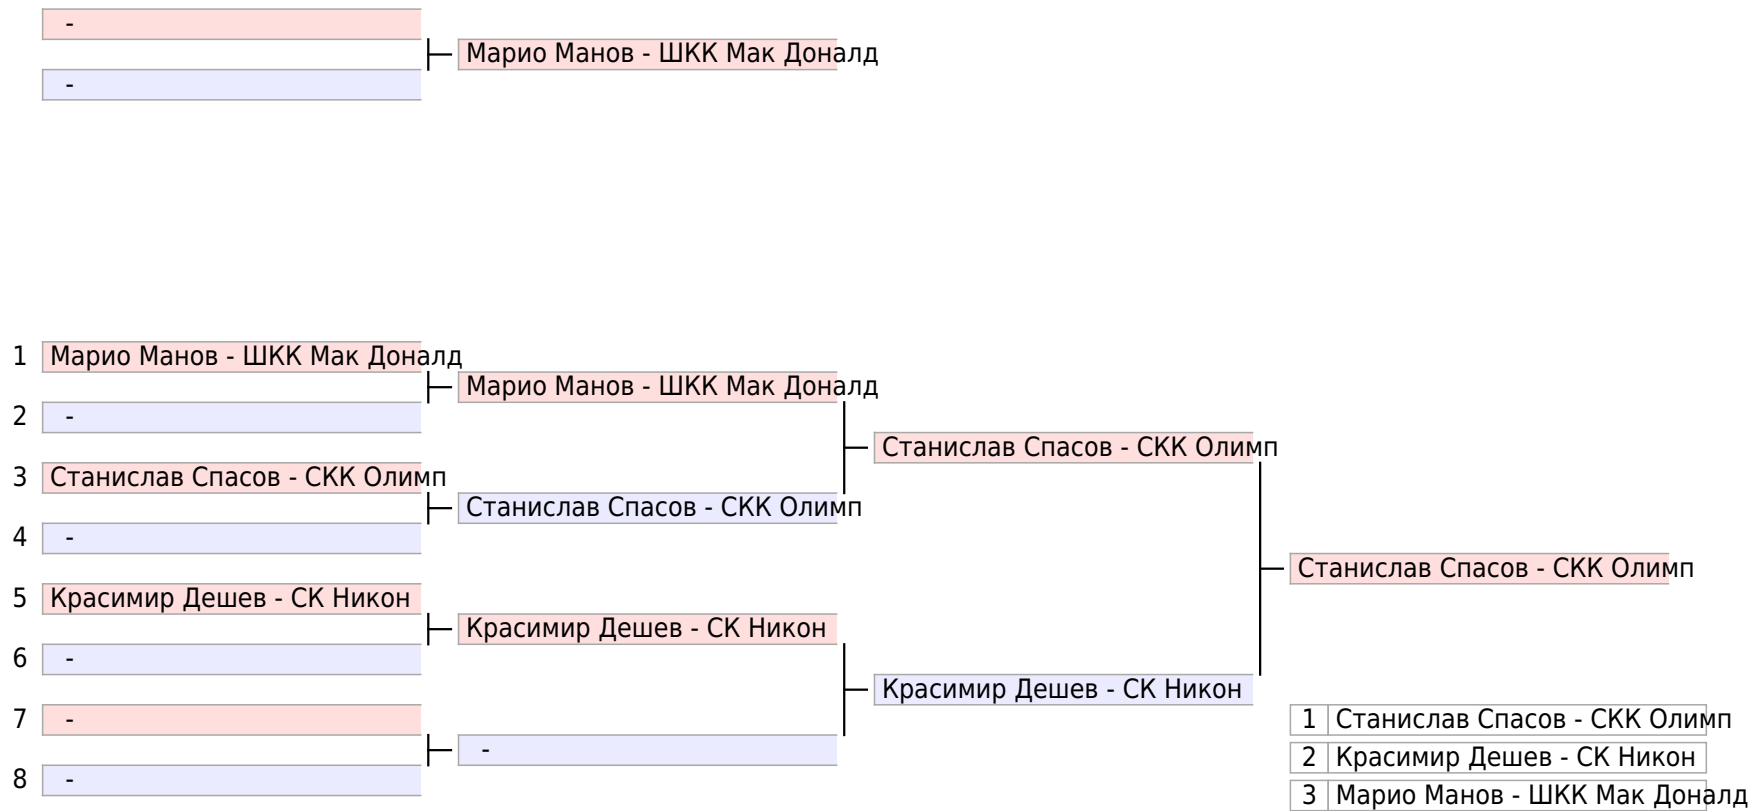 -
Марио Манов - ШКК Мак Доналд
-
1 Марио Манов - ШКК Мак Доналд
Марио Манов - ШКК Мак Доналд
2 -
Станислав Спасов - СКК Олимп
3 Станислав Спасов - СКК Олимп
Станислав Спасов - СКК Олимп
4 -
Станислав Спасов - СКК Олимп
5 Красимир Дешев - СК Никон
Красимир Дешев - СК Никон
6 -
Красимир Дешев - СК Никон
7 -
-
8 -
1 Станислав Спасов - СКК Олимп
2 Красимир Дешев - СК Никон
3 Марио Манов - ШКК Мак Доналд